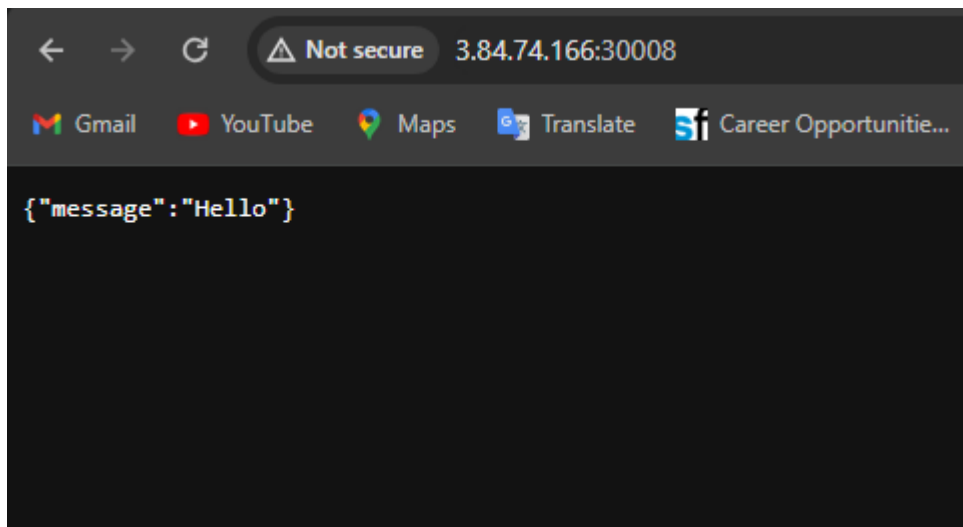 Not secure 3.84.74.166:30008
Gmail YouTube Maps Translate Career Opportunitie...
{"message":"Hello"}